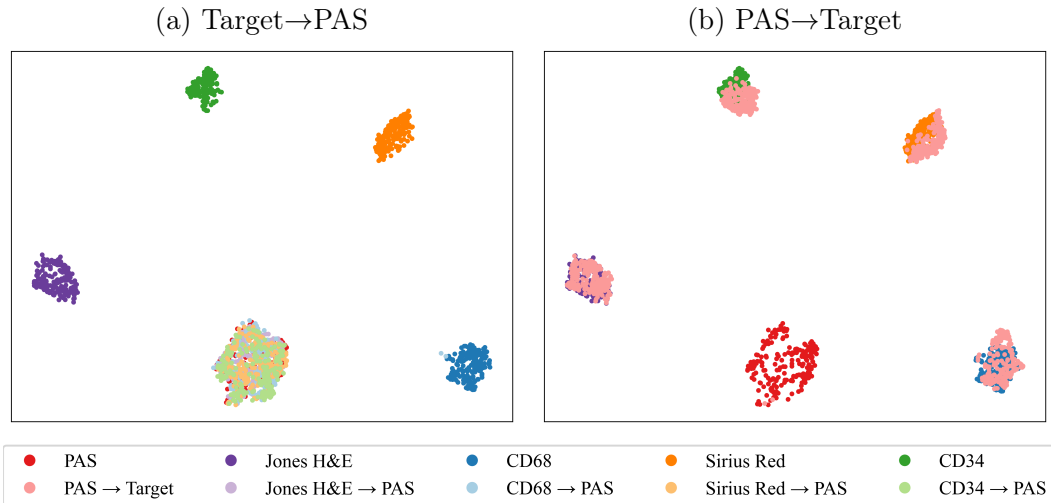 (a) Target→PAS
(b) PAS→Target
PAS
Jones H&E
CD68
Sirius Red
CD34
PAS → Target
Jones H&E → PAS
CD68 → PAS
Sirius Red → PAS
CD34 → PAS